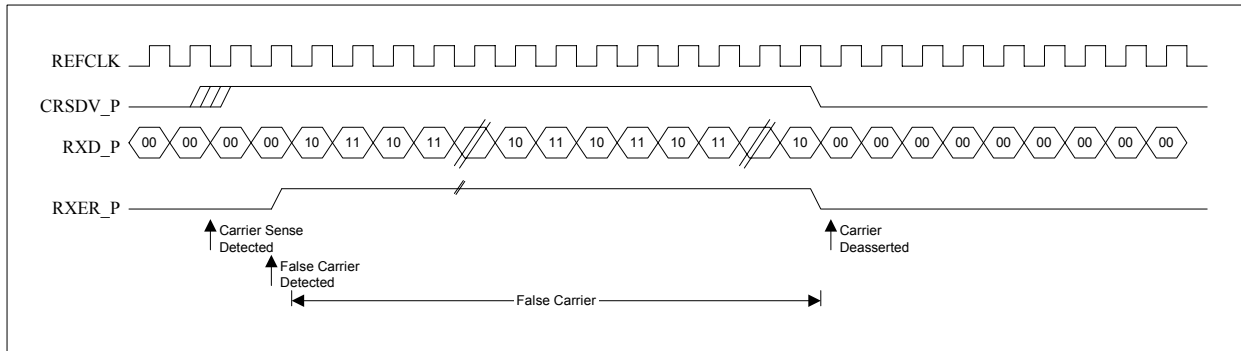 REFCLK
CRSDV_P
RXD_P 00 00 00 00 10 11 10 11 10 11 10 11 10 11 10 00 00 00 00 00 00 00 00 00
RXER_P
Carrier Sense
Detected
Carrier
Deasserted
False Carrier
Detected
False Carrier